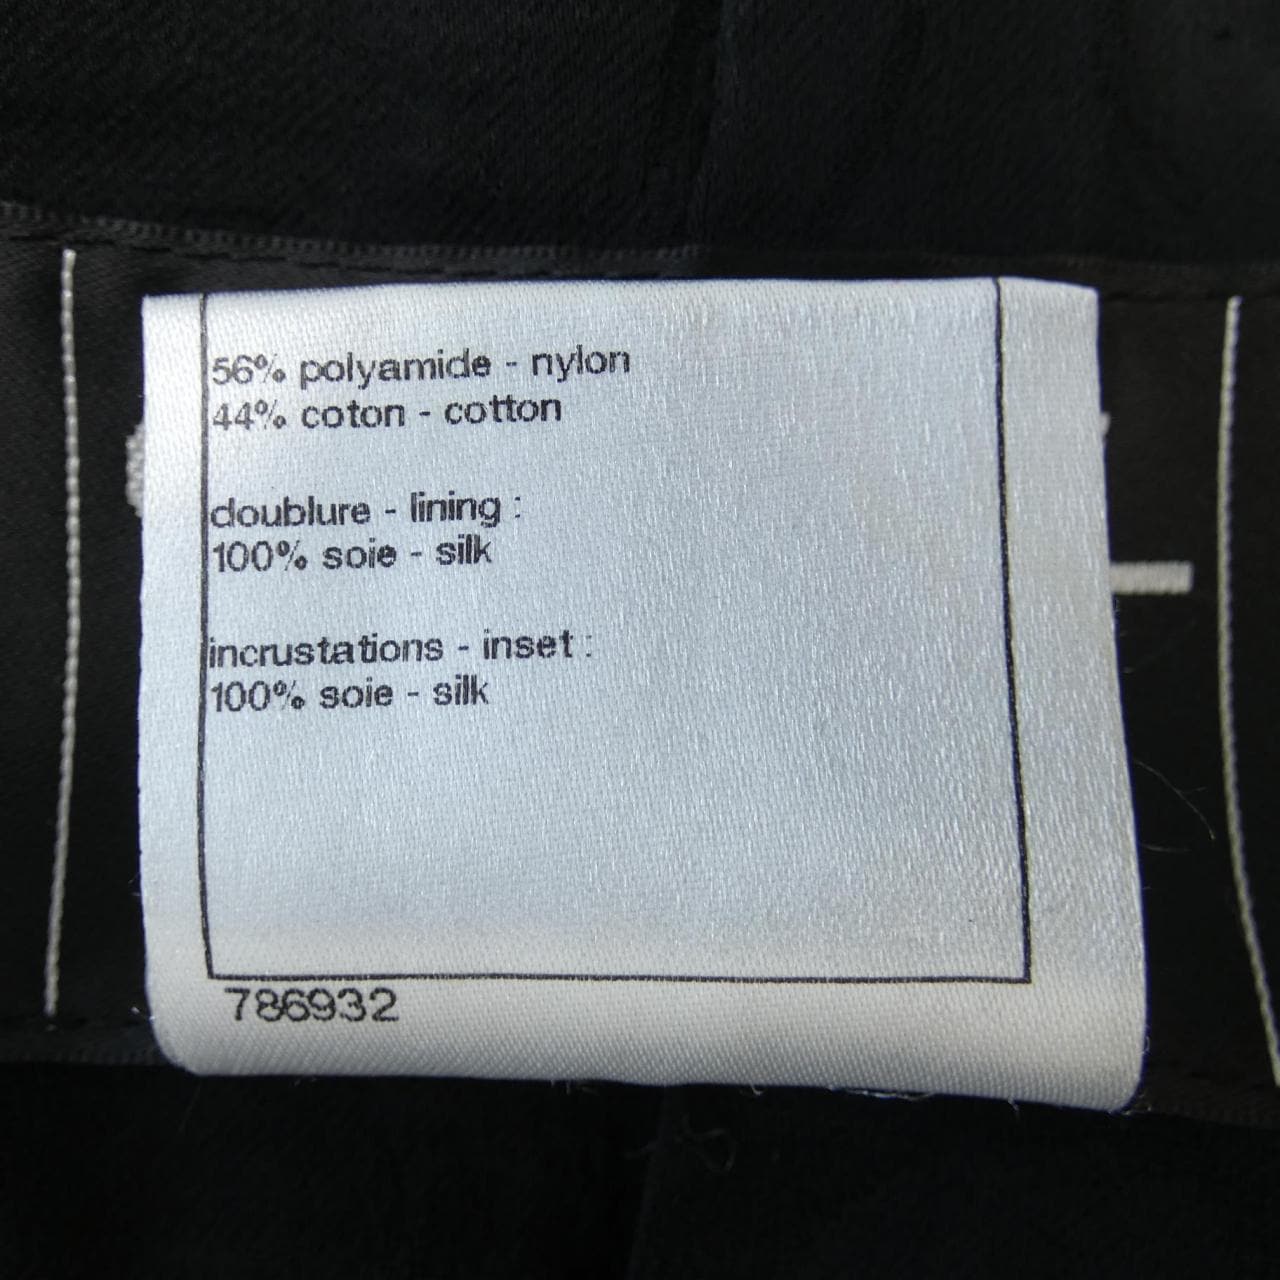 56% polyamide - nylon
44% coton - cotton
doublure - lining :
100% soie - silk
incrustations - inset :
100% soie - silk
786932